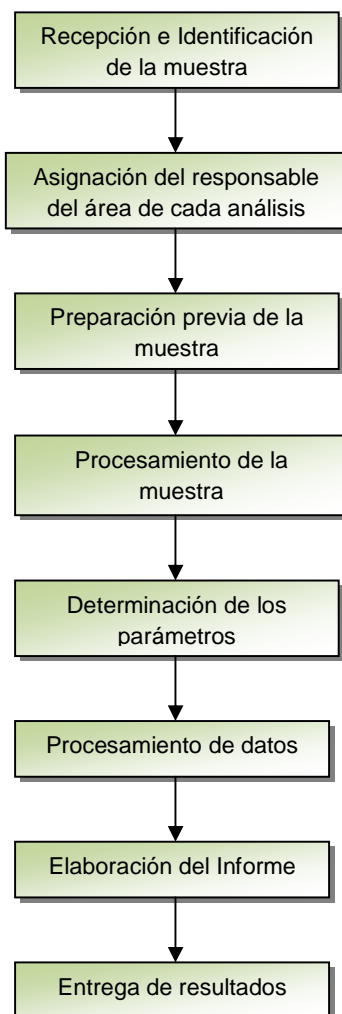 Recepción e Identificación
de la muestra
Asignación del responsable
del área de cada análisis
Preparación previa de la
muestra
Procesamiento de la
muestra
Determinación de los
parámetros
Procesamiento de datos
Elaboración del Informe
Entrega de resultados